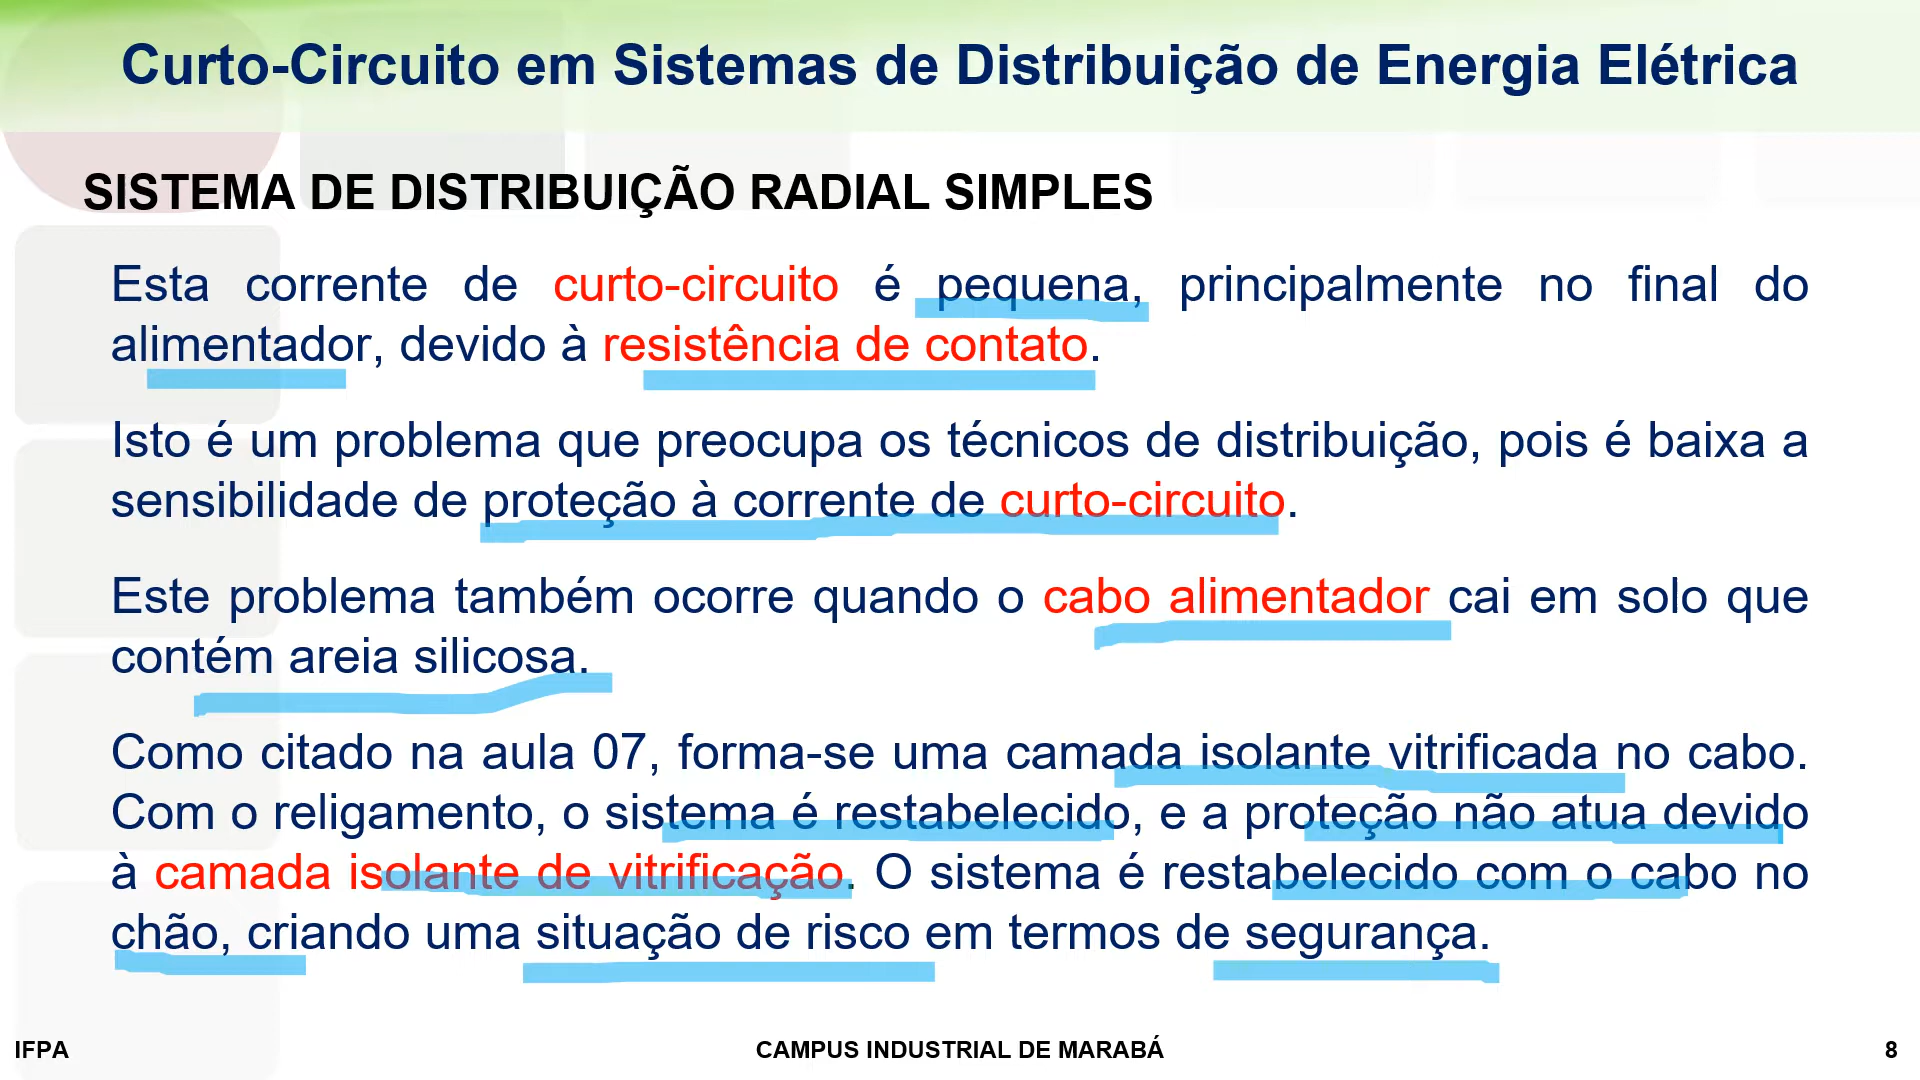 Curto-Circuito em Sistemas de Distribuição de Energia Elétrica
SISTEMA DE DISTRIBUIÇÃO RADIAL SIMPLES
Esta corrente de curto-circuito é pequena, principalmente no final do
alimentador, devido à resistência de contato.
Isto é um problema que preocupa os técnicos de distribuição, pois é baixa a
sensibilidade de proteção à corrente de curto-circuito.
Este problema também ocorre quando o cabo alimentador cai em solo que
contém areia silicosa.
Como citado na aula 07, forma-se uma camada isolante vitrificada no cabo.
Com o religamento, o sistema é restabelecido, e a proteção não atua devido
à camada isolante de vitrificação. O sistema é restabelecido com o cabo no
chão, criando uma situação de risco em termos de segurança.
IFPA
CAMPUS INDUSTRIAL DE MARABÁ
8